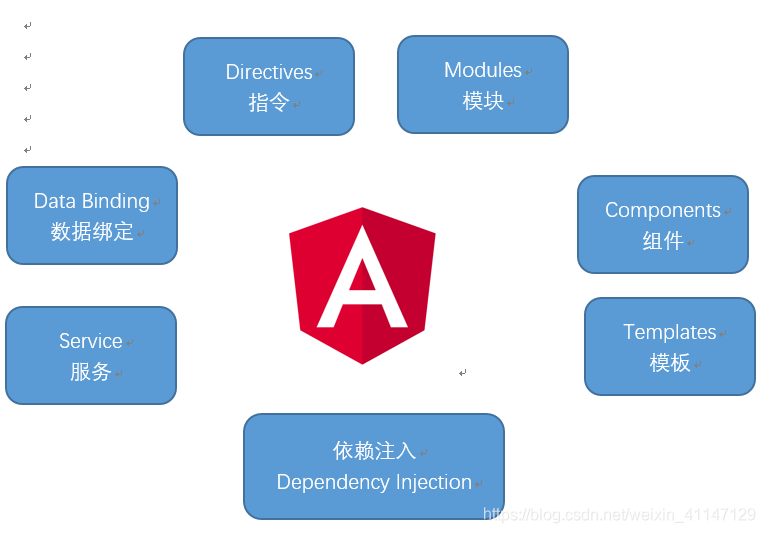 Directives
指令
Modules
模块
Data Binding
数据绑定
Components
组件
Service
服务
Templates
模板
依赖注入
Dependency Injection
https://blog.csdn.net/weixin_41147129